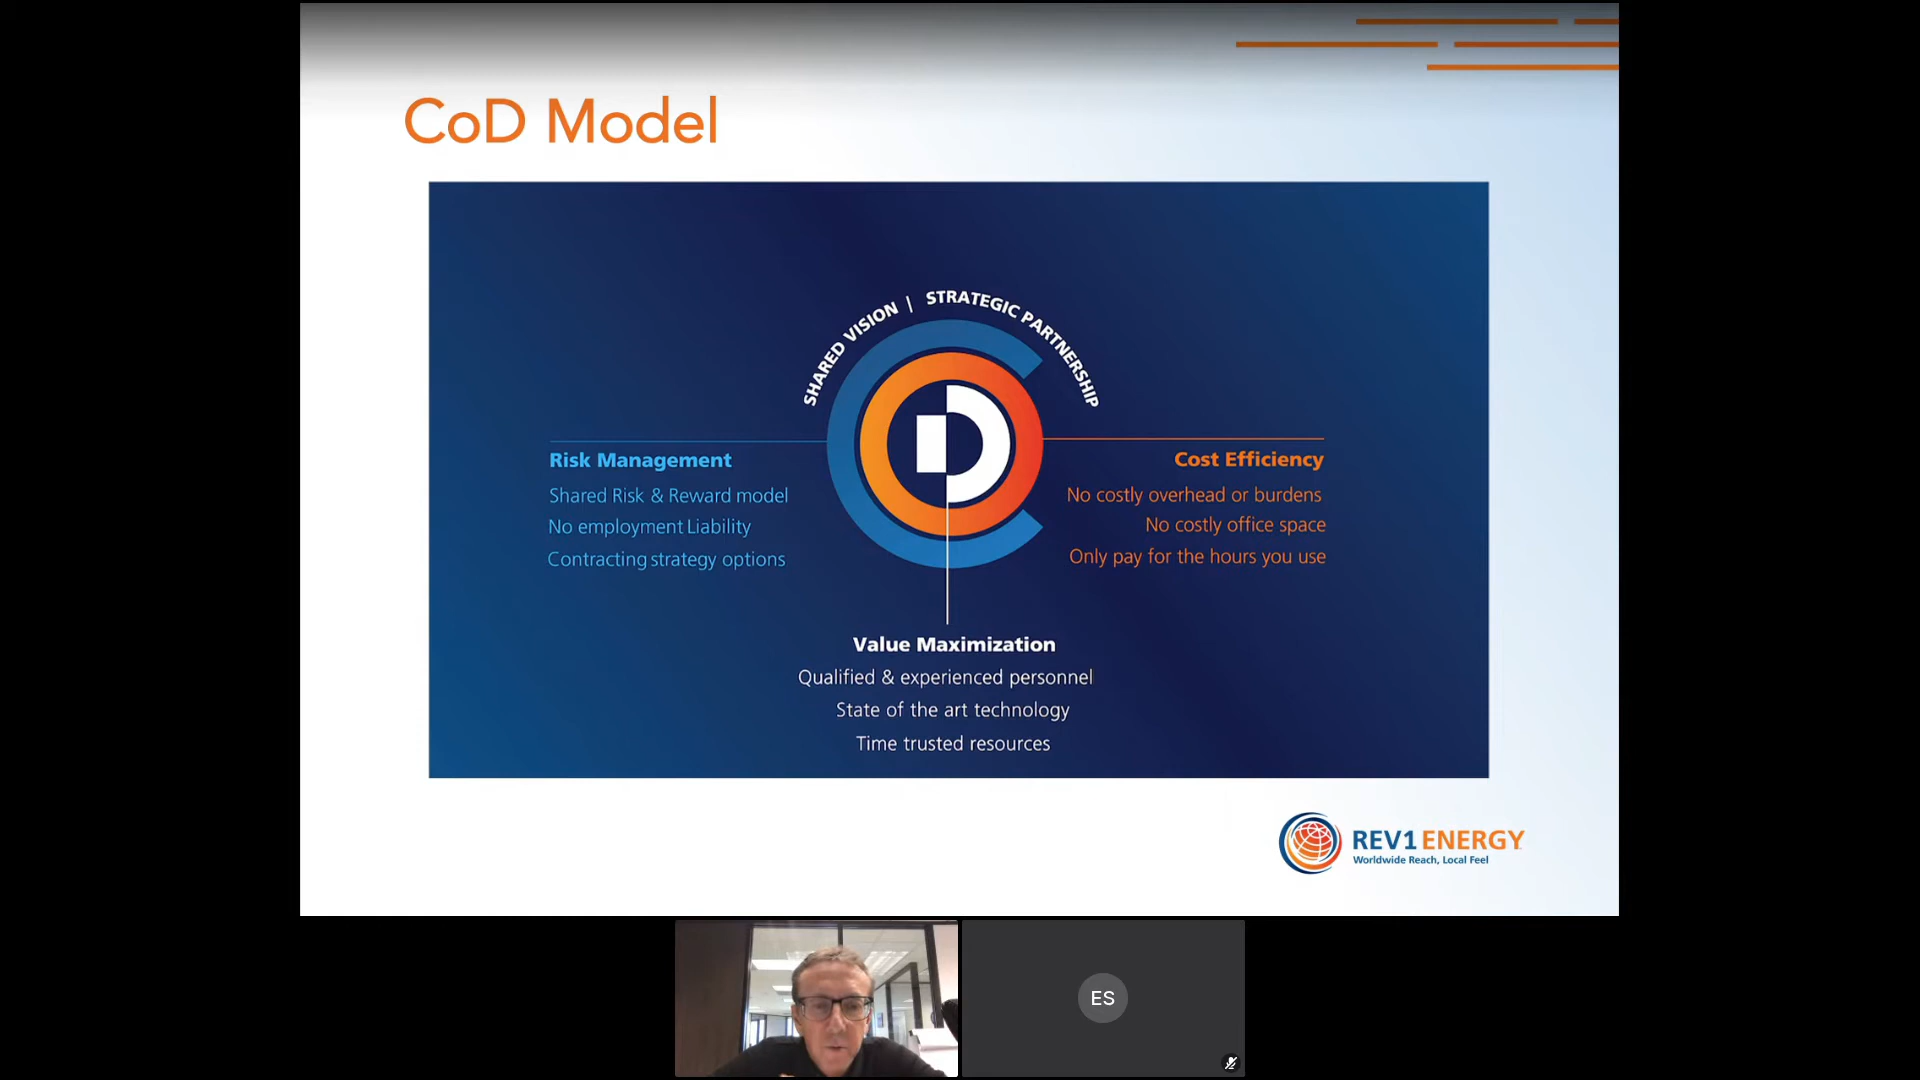 CoD Model
SHARED VISION | STRATEGIC PARTNERSHIP
Risk Management
Shared Risk & Reward model
No employment Liability
Contracting strategy options
Cost Efficiency
No costly overhead or burdens
No costly office space
Only pay for the hours you use
Value Maximization
Qualified & experienced personnel
State of the art technology
Time trusted resources
REV1 ENERGY
Worldwide Reach, Local Feel
ES